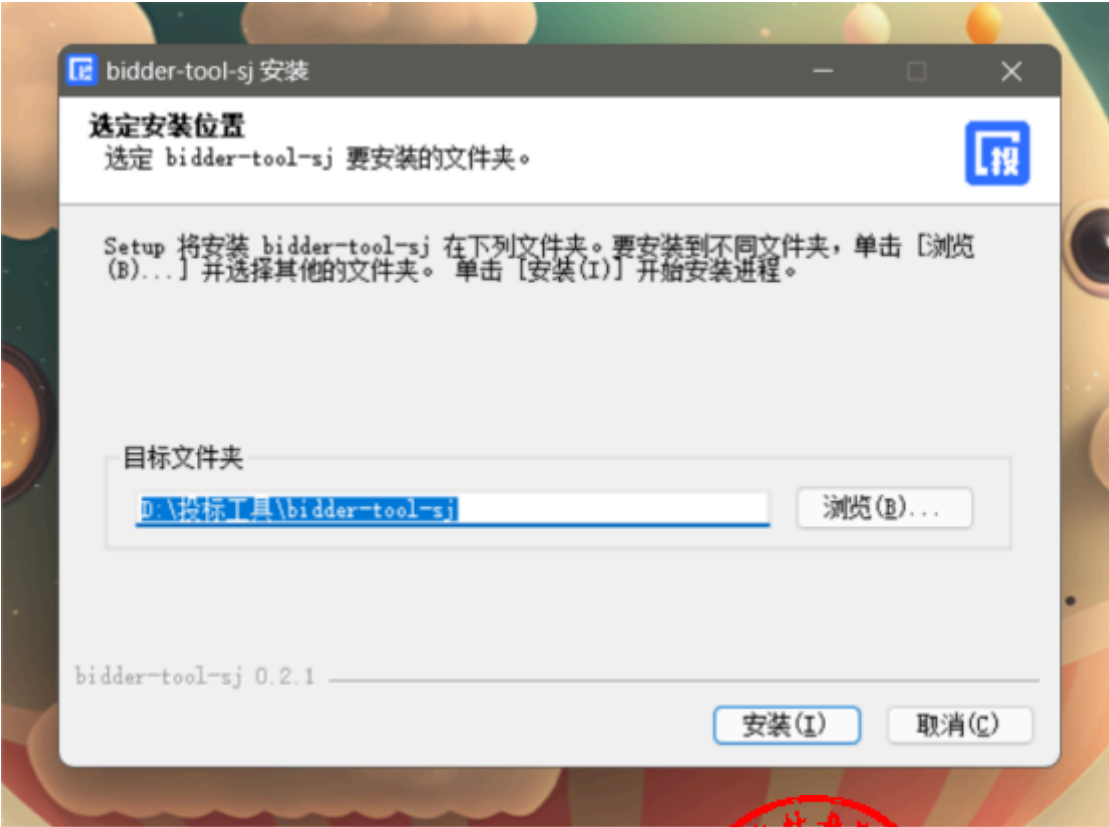 bidder-tool-sj 安装
选定安装位置
选定 bidder-tool-sj 要安装的文件夹。
投
Setup 将安装 bidder-tool-sj 在下列文件夹。要安装到不同文件夹，单击 [浏览
(B)...] 并选择其他的文件夹。 单击 [安装(I)] 开始安装进程。
目标文件夹
D:\投标工具\bidder-tool-sj
浏览(B)...
bidder-tool-sj 0.2.1
安装(I)
取消(C)